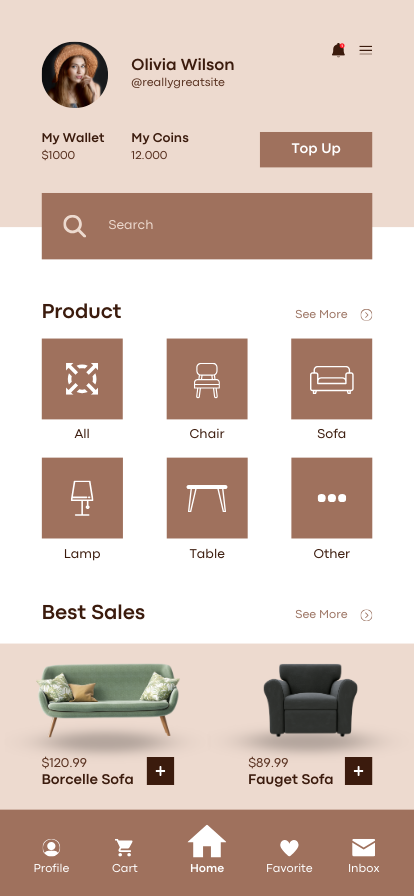 Olivia Wilson
@reallygreatsite
My Wallet
$1000
My Coins
12.000
Top Up
Search
Product
See More
All
Chair
Sofa
Lamp
Table
Other
Best Sales
See More
$120.99
Borcelle Sofa
+
$89.99
Fauget Sofa
+
Profile
Cart
Home
Favorite
Inbox